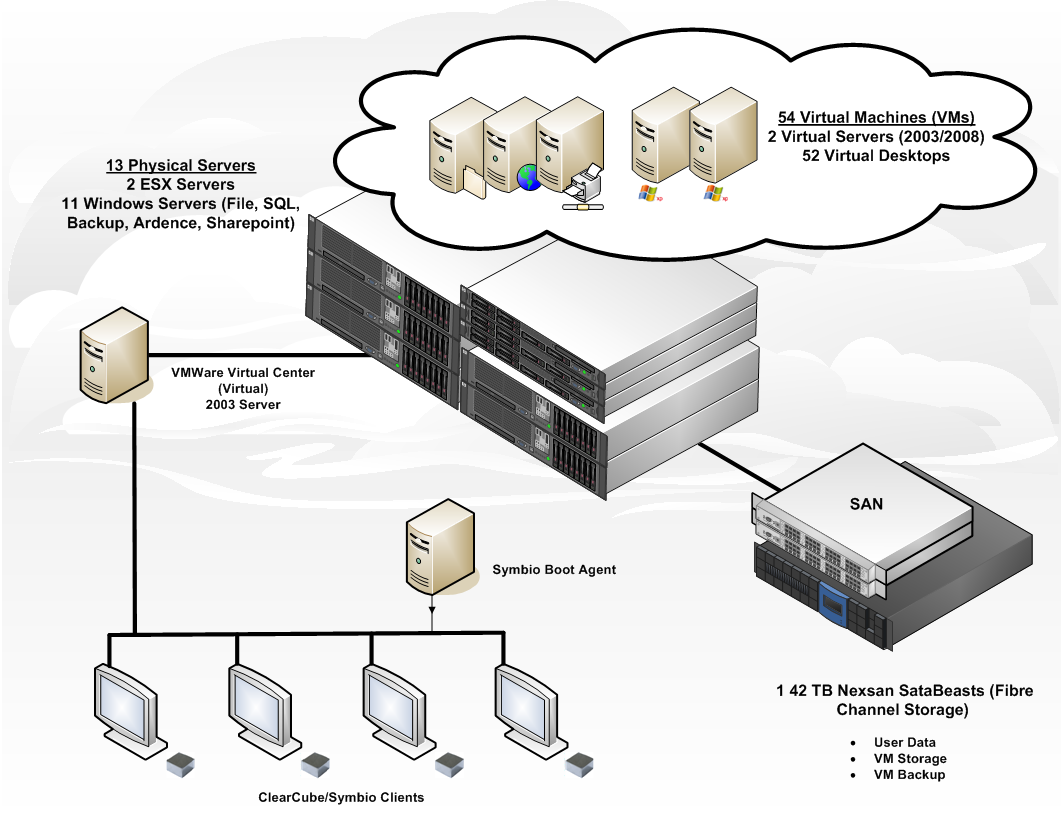 54 Virtual Machines (VMs)
2 Virtual Servers (2003/2008)
52 Virtual Desktops
13 Physical Servers
2 ESX Servers
11 Windows Servers (File, SQL,
Backup, Ardence, Sharepoint)
xp
xp
VMWare Virtual Center
(Virtual)
2003 Server
SAN
Symbio Boot Agent
1 42 TB Nexsan SataBeasts (Fibre
Channel Storage)
• User Data
• VM Storage
• VM Backup
ClearCube/Symbio Clients